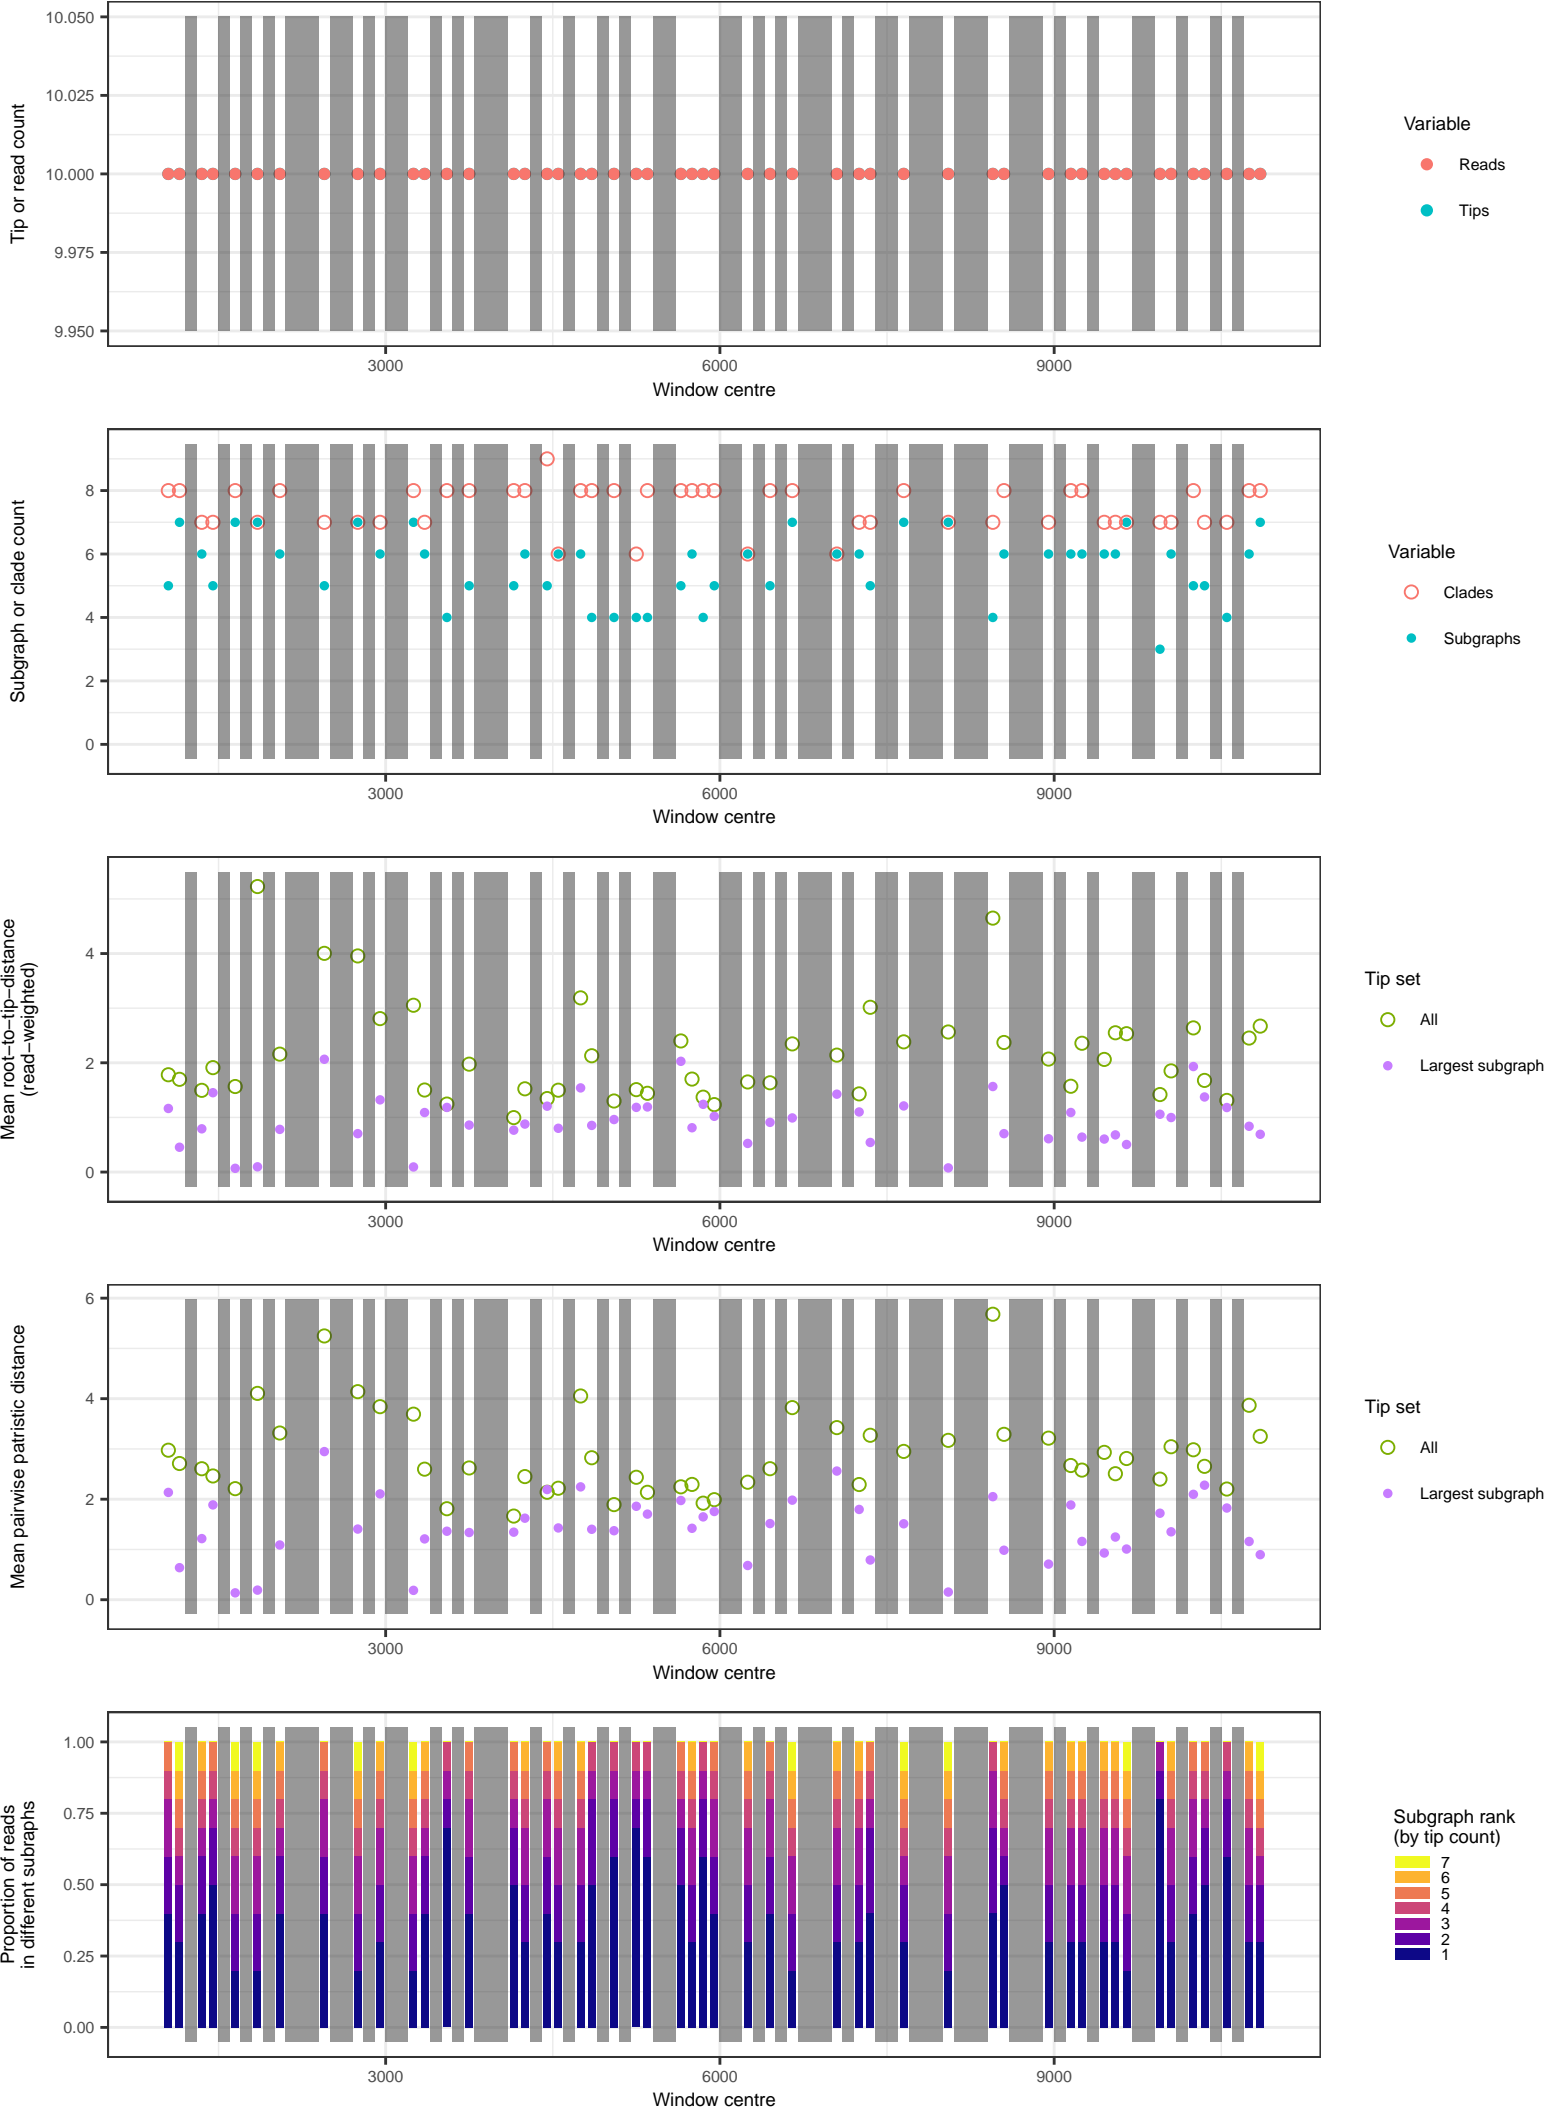 10.050
10.025
10.000
9.975
9.950
Tip or read count
3000
6000
9000
Window centre
Variable
Reads
Tips
8
6
4
2
0
Subgraph or clade count
3000
6000
9000
Window centre
Variable
Clades
Subgraphs
4
2
0
Mean root−to−tip−distance
(read−weighted)
3000
6000
9000
Window centre
Tip set
All
Largest subgraph
6
4
2
0
Mean pairwise patristic distance
3000
6000
9000
Window centre
Tip set
All
Largest subgraph
1.00
0.75
0.50
0.25
0.00
Proportion of reads
in different subraphs
3000
6000
9000
Window centre
Subgraph rank
(by tip count)
7
6
5
4
3
2
1